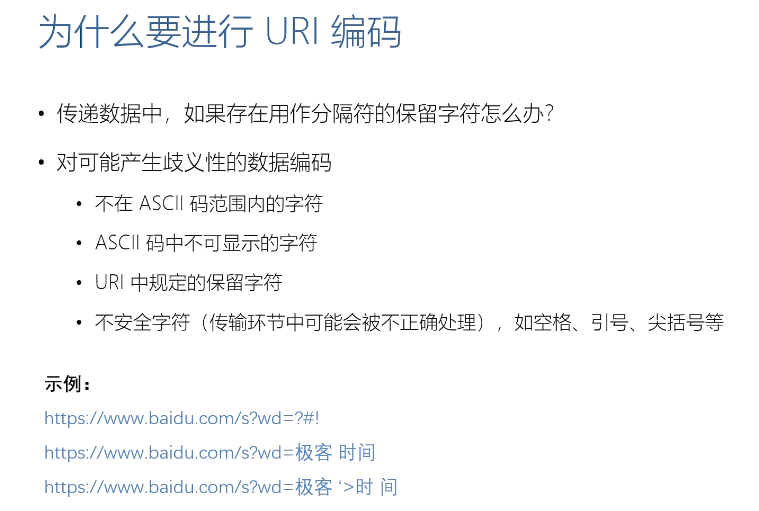 为什么要进行 URI 编码
• 传递数据中，如果存在用作分隔符的保留字符怎么办？
• 对可能产生歧义性的数据编码
• 不在 ASCII 码范围内的字符
• ASCII 码中不可显示的字符
• URI 中规定的保留字符
• 不安全字符（传输环节中可能会被不正确处理），如空格、引号、尖括号等
示例：
https://www.baidu.com/s?wd=?#!
https://www.baidu.com/s?wd=极客 时间
https://www.baidu.com/s?wd=极客 ‘>时 间